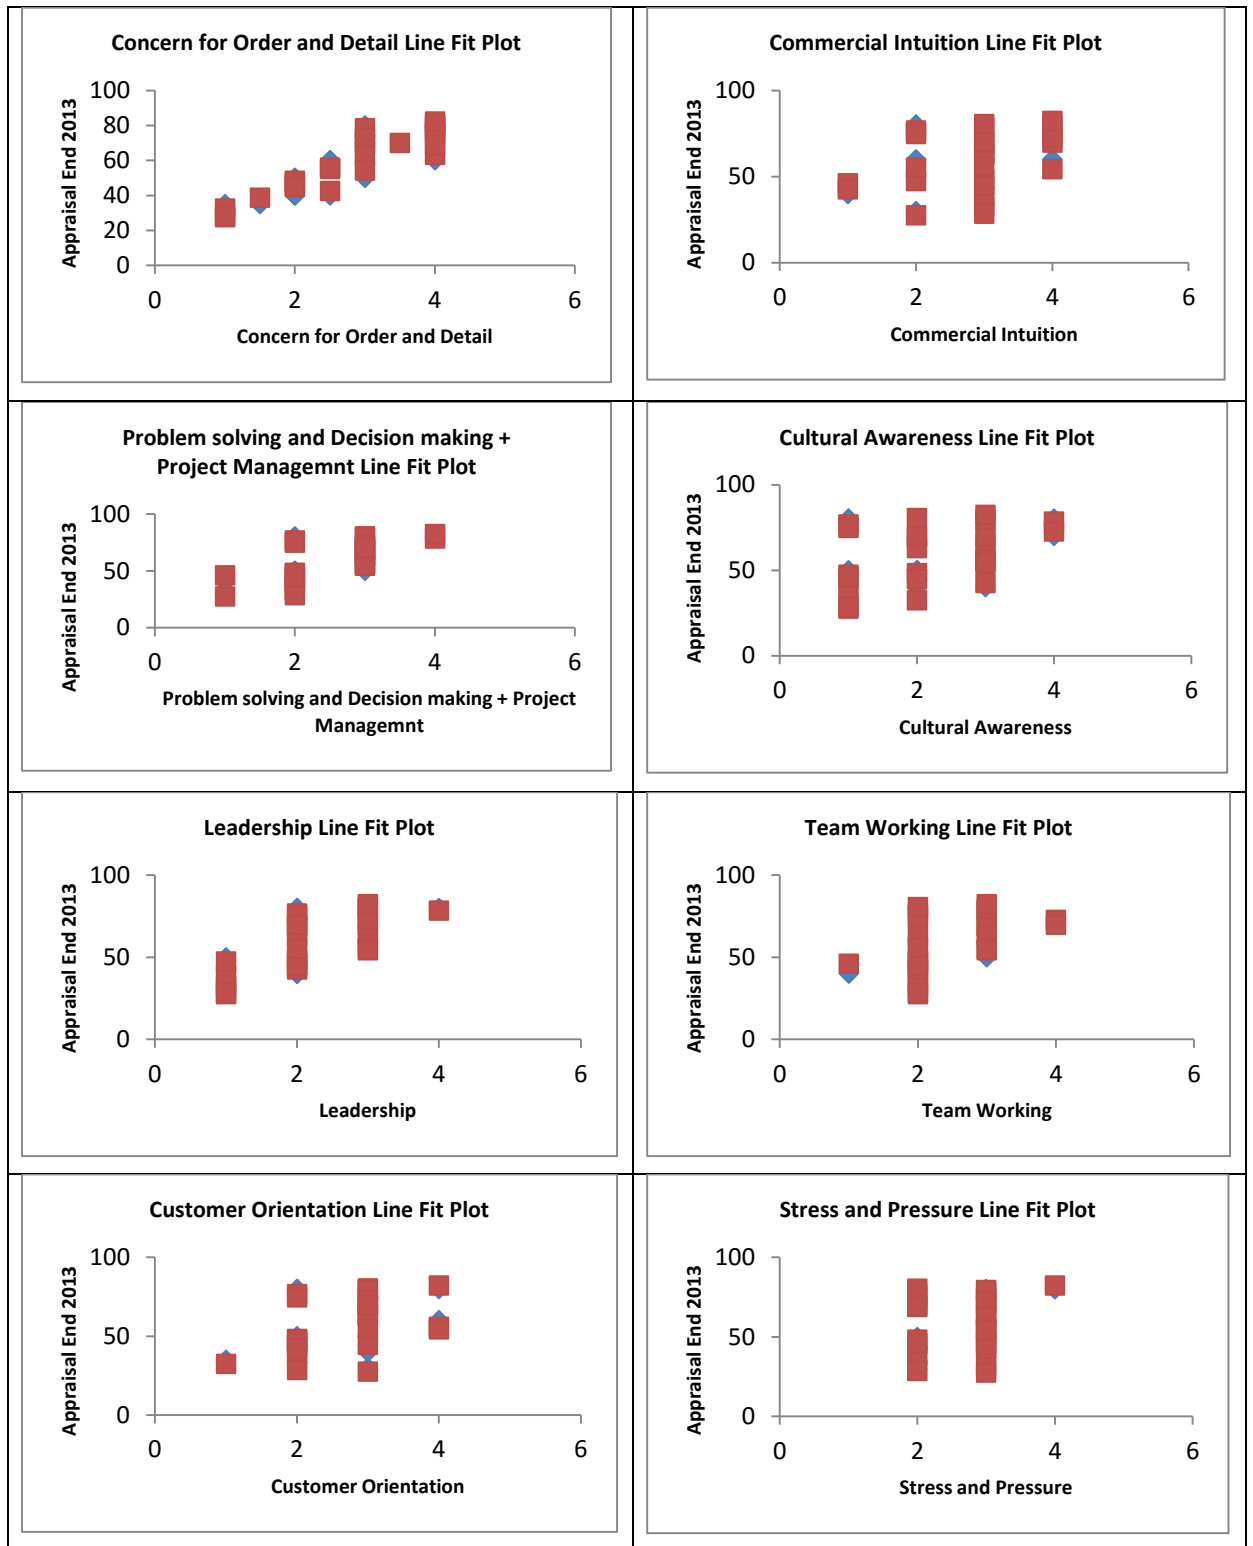 Concern for Order and Detail Line Fit Plot
Appraisal End 2013
100
80
60
40
20
0
0 2 4 6
Concern for Order and Detail
Commercial Intuition Line Fit Plot
Appraisal End 2013
100
50
0
0 2 4 6
Commercial Intuition
Problem solving and Decision making +
Project Managemnt Line Fit Plot
Appraisal End 2013
100
50
0
0 2 4 6
Problem solving and Decision making + Project
Managemnt
Cultural Awareness Line Fit Plot
Appraisal End 2013
100
50
0
0 2 4 6
Cultural Awareness
Leadership Line Fit Plot
Appraisal End 2013
100
50
0
0 2 4 6
Leadership
Team Working Line Fit Plot
Appraisal End 2013
100
50
0
0 2 4 6
Team Working
Customer Orientation Line Fit Plot
Appraisal End 2013
100
50
0
0 2 4 6
Customer Orientation
Stress and Pressure Line Fit Plot
Appraisal End 2013
100
50
0
0 2 4 6
Stress and Pressure